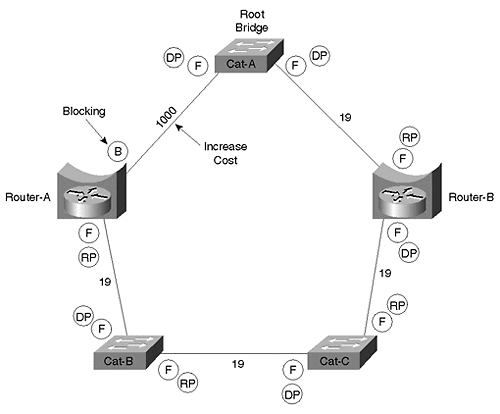 Root
Bridge
DP
F
Cat-A
F
DP
Blocking
1000
Increase
Cost
19
B
RP
F
Router-A
Router-B
F
RP
F
DP
19
19
DP
F
RP
F
Cat-B
19
Cat-C
F
RP
F
DP